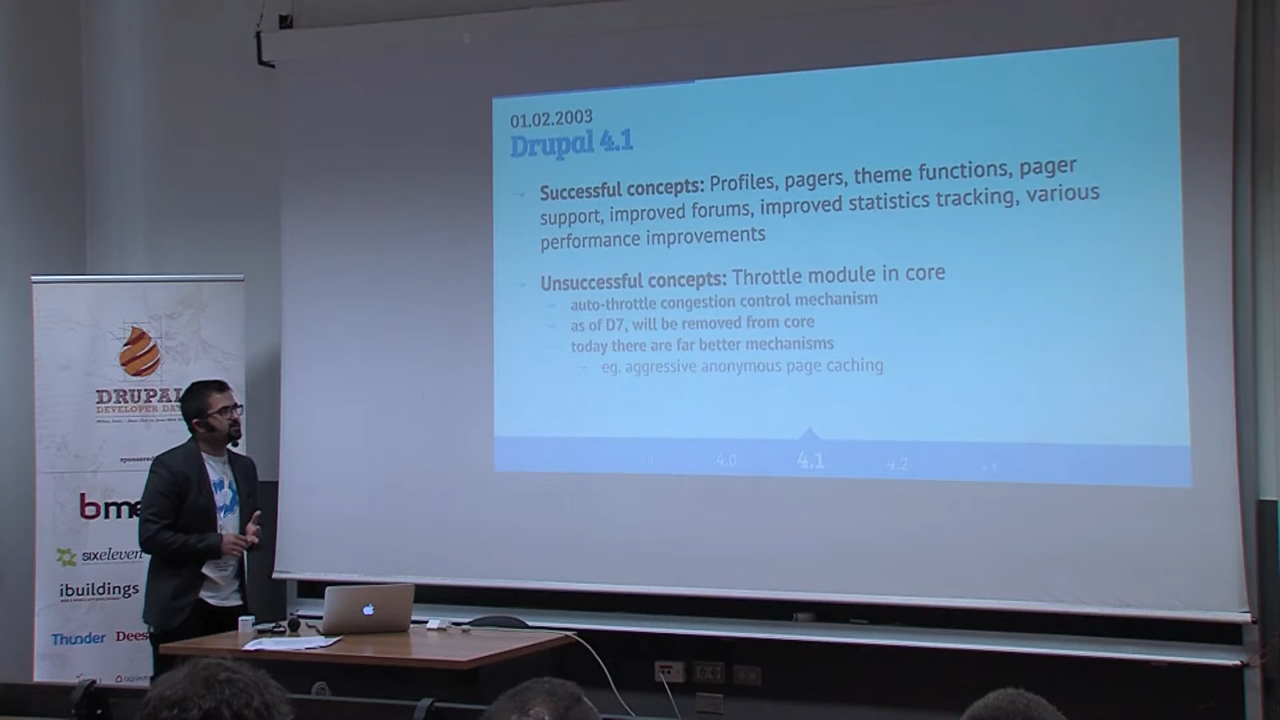 01.02.2003
Drupal 4.1
Successful concepts: Profiles, pagers, theme functions, pager
support, improved forums, improved statistics tracking, various
performance improvements
Unsuccessful concepts: Throttle module in core
auto-throttle congestion control mechanism
as of D7, will be removed from core
today there are far better mechanisms
eg. aggressive anonymous page caching
4.0 4.1 4.2
DRUPAL
DEVELOPER DA
sponsored
bme
sixeleven
ibuildings
Thunder Dees